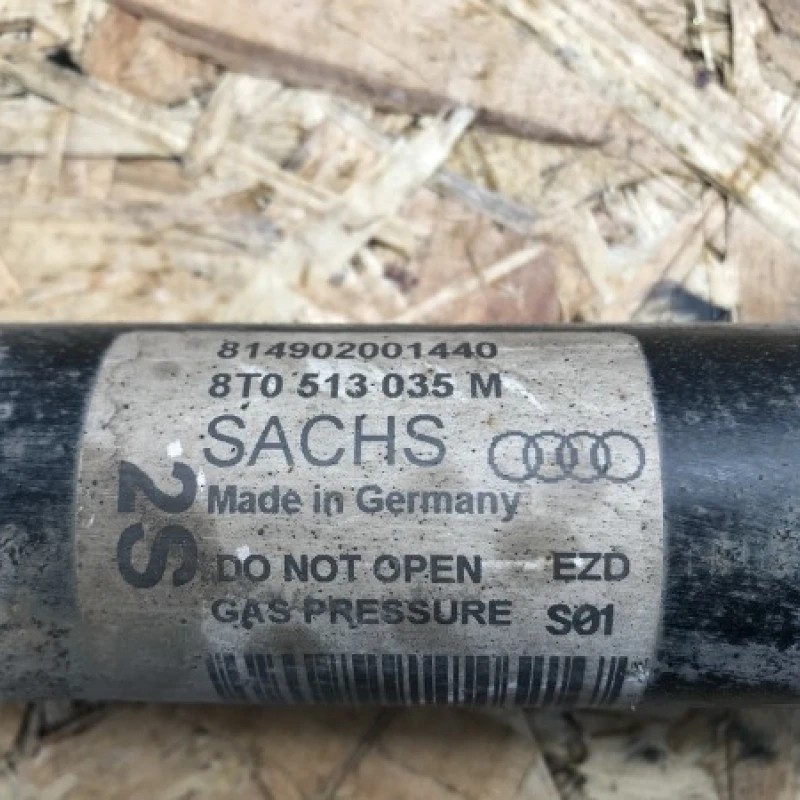 814902001440
8T0 513 035 M
SACHS
Made in Germany
2S
DO NOT OPEN EZD
GAS PRESSURE S01